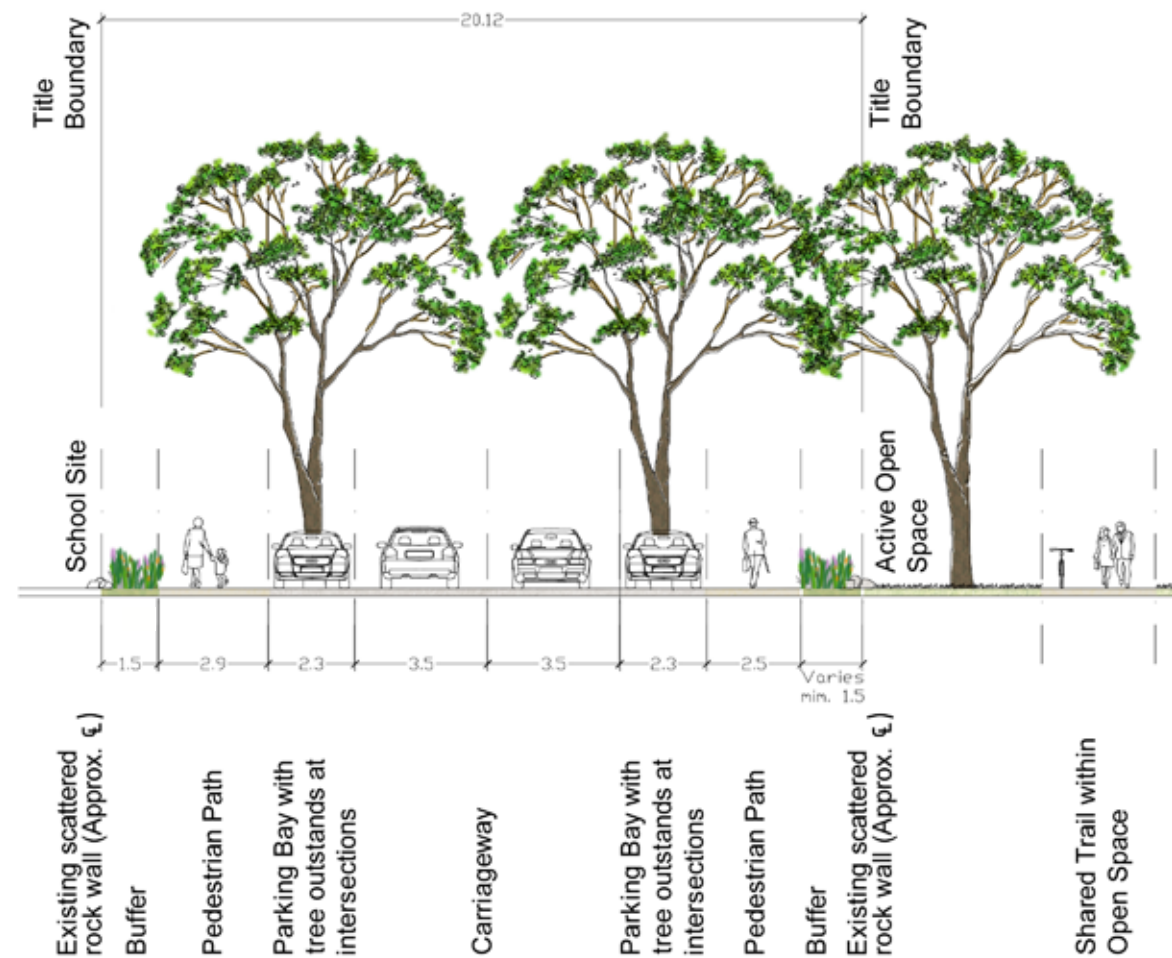 20.12
Title
Boundary
Title
Boundary
School Site
Active Open
Space
1.5
2.9
2.3
3.5
3.5
2.3
2.5
Varies
min. 1.5
Existing scattered
rock wall (Approx. ℄)
Buffer
Pedestrian Path
Parking Bay with
tree outstands at
intersections
Carriageway
Parking Bay with
tree outstands at
intersections
Pedestrian Path
Buffer
Existing scattered
rock wall (Approx. ℄)
Shared Trail within
Open Space